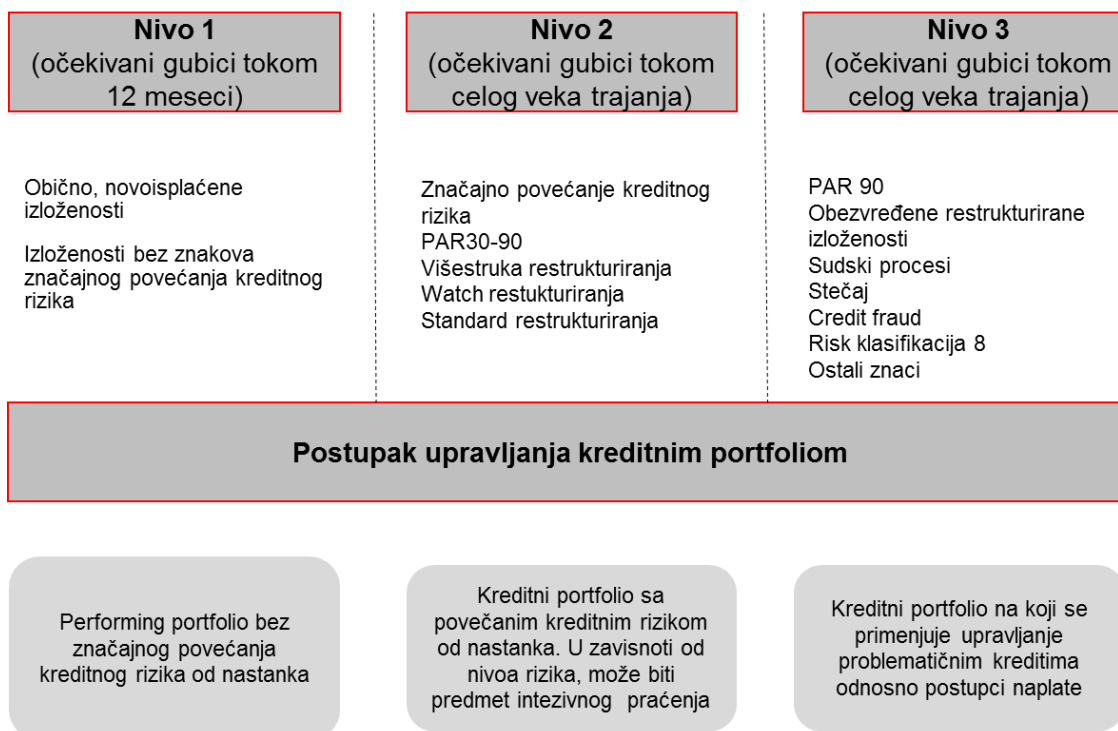 Nivo 1
(očekivani gubici tokom
12 meseci)
Nivo 2
(očekivani gubici tokom
celog veka trajanja)
Nivo 3
(očekivani gubici tokom
celog veka trajanja)
Obično, novoisplaćene
izloženosti
Izloženosti bez znakova
značajnog povećanja kreditnog
rizika
Značajno povećanje kreditnog
rizika
PAR30-90
Višestruka restrukturiranja
Watch restukturiranja
Standard restrukturiranja
PAR 90
Obezvređene restrukturirane
izloženosti
Sudski procesi
Stečaj
Credit fraud
Risk klasifikacija 8
Ostali znaci
Postupak upravljanja kreditnim portfoliom
Performing portfolio bez
značajnog povećanja
kreditnog rizika od nastanka
Kreditni portfolio sa
povečanim kreditnim rizikom
od nastanka. U zavisnoti od
nivoa rizika, može biti
predmet intezivnog praćenja
Kreditni portfolio na koji se
primenjuje upravljanje
problematičnim kreditima
odnosno postupci naplate